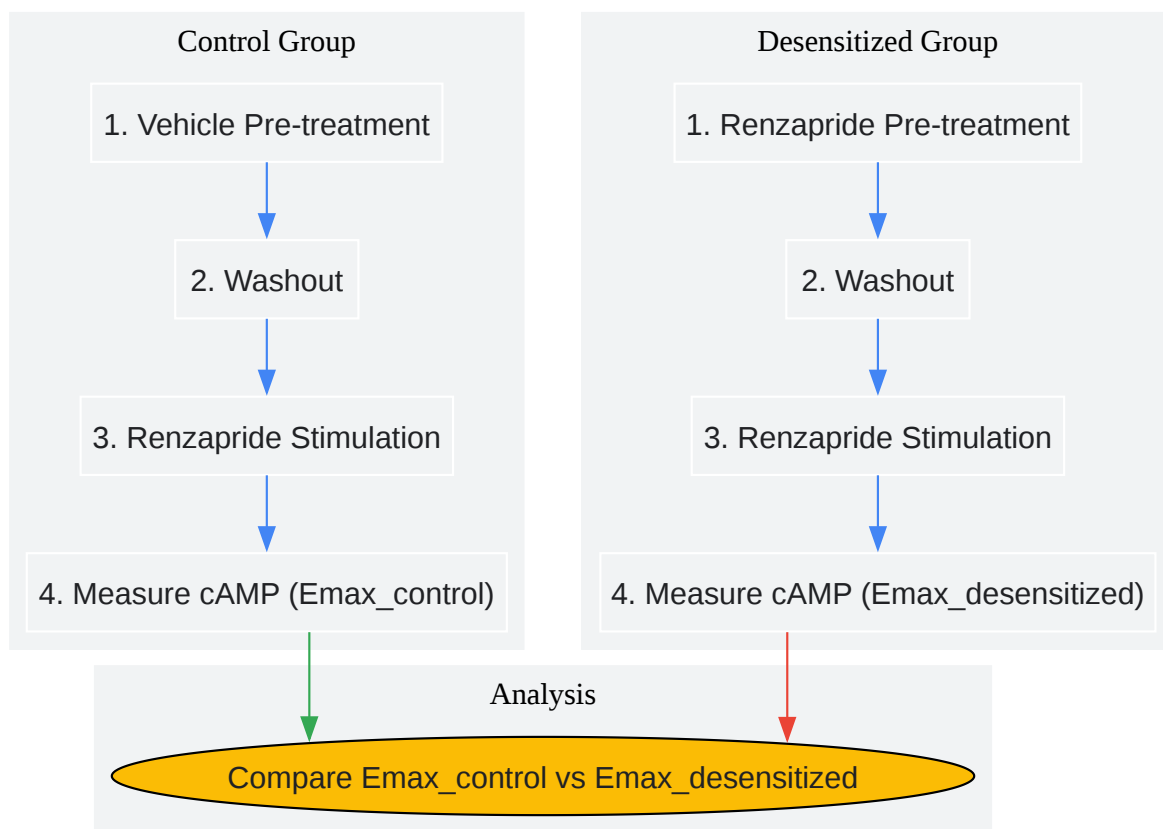 Control Group
1. Vehicle Pre-treatment
2. Washout
3. Renzapride Stimulation
4. Measure cAMP (Emax_control)
Desensitized Group
1. Renzapride Pre-treatment
2. Washout
3. Renzapride Stimulation
4. Measure cAMP (Emax_desensitized)
Analysis
Compare Emax_control vs Emax_desensitized